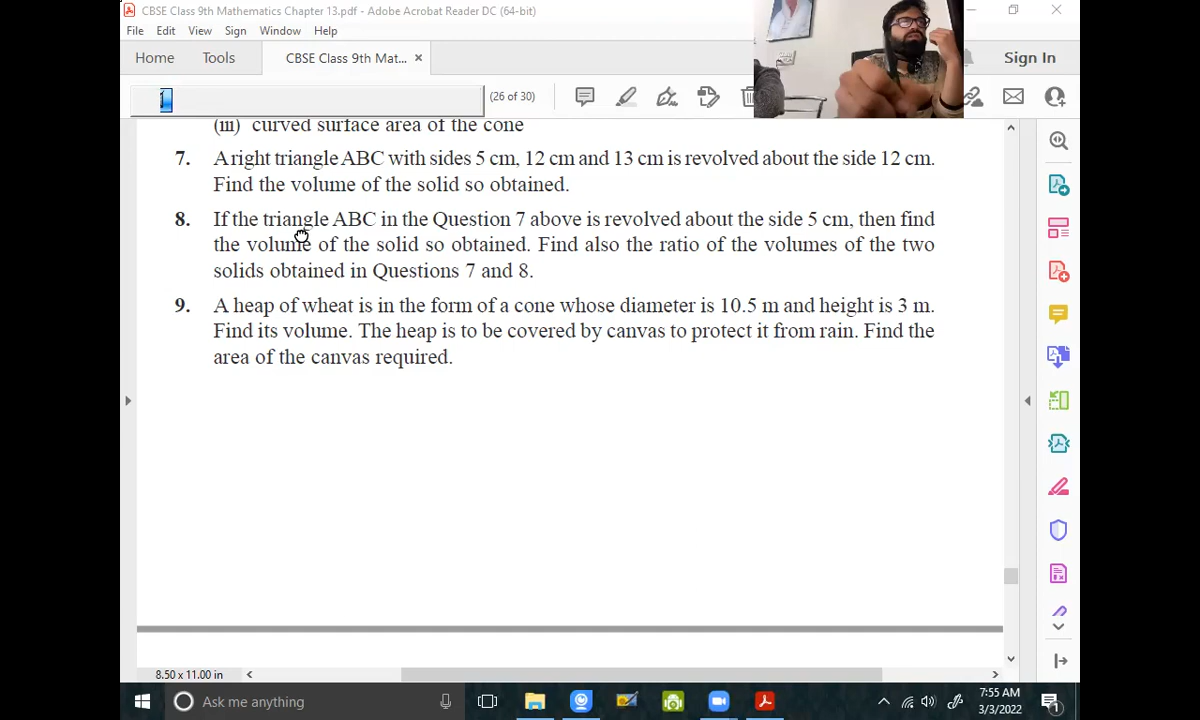 CBSE Class 9th Mathematics Chapter 13.pdf - Adobe Acrobat Reader DC (64-bit)
File Edit View Sign Window Help
Home Tools CBSE Class 9th Mat... × Sign In
(26 of 30)
(iii) curved surface area of the cone
7. A right triangle ABC with sides 5 cm, 12 cm and 13 cm is revolved about the side 12 cm.
Find the volume of the solid so obtained.
8. If the triangle ABC in the Question 7 above is revolved about the side 5 cm, then find
the volume of the solid so obtained. Find also the ratio of the volumes of the two
solids obtained in Questions 7 and 8.
9. A heap of wheat is in the form of a cone whose diameter is 10.5 m and height is 3 m.
Find its volume. The heap is to be covered by canvas to protect it from rain. Find the
area of the canvas required.
8.50 x 11.00 in
Ask me anything
7:55 AM
3/3/2022
1